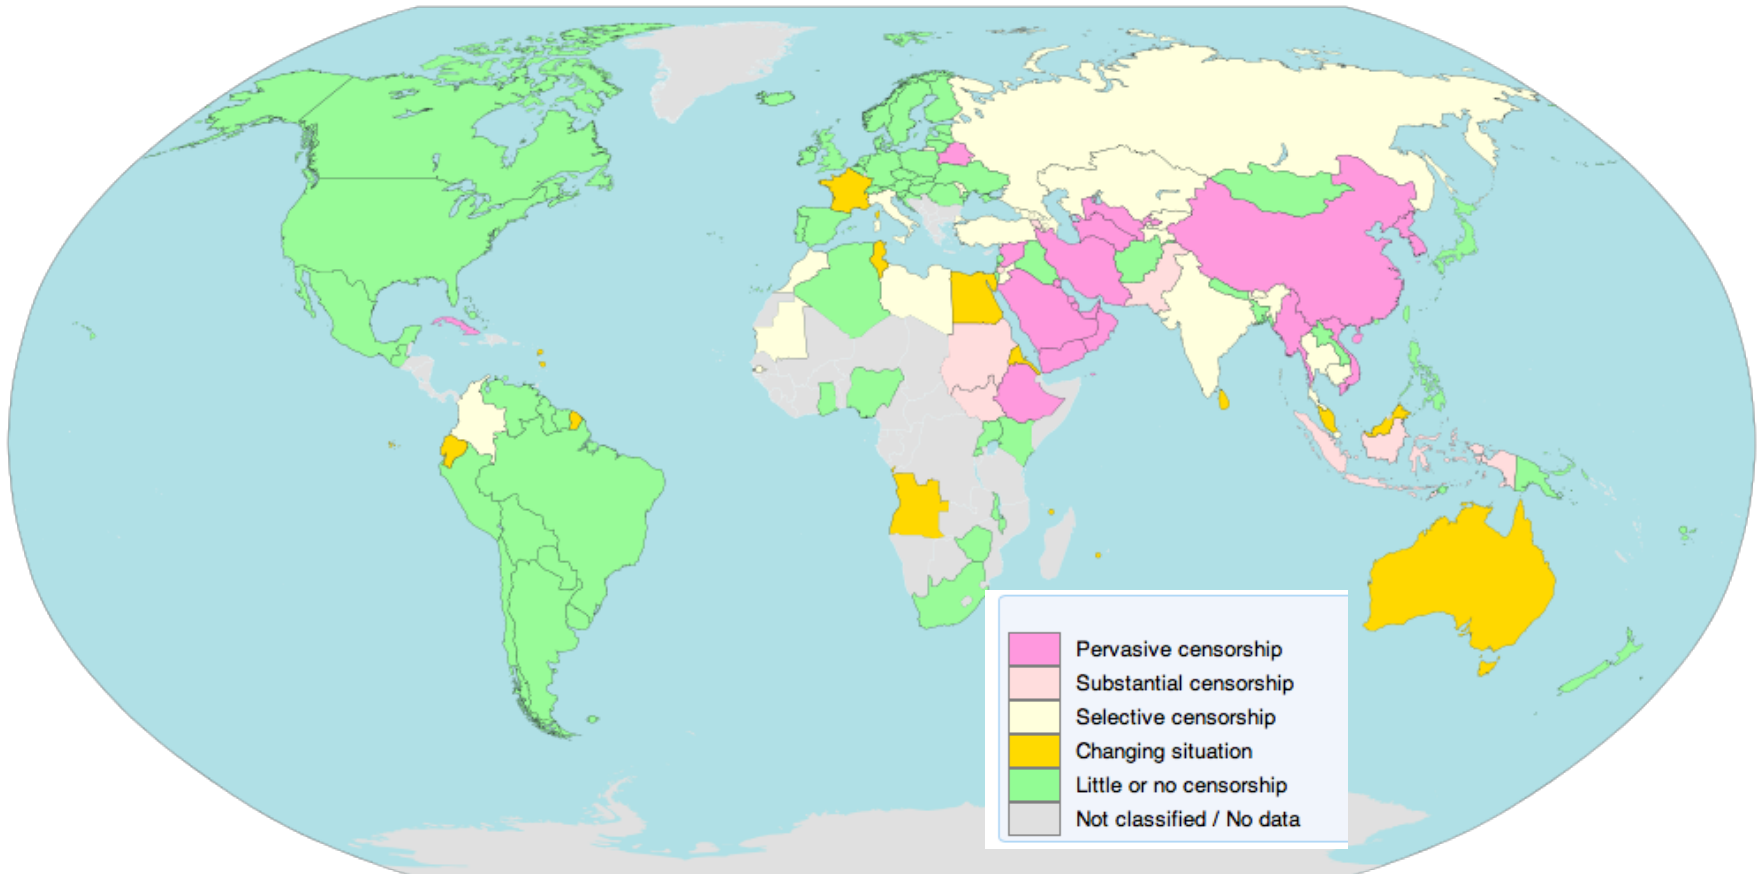 Pervasive censorship
Substantial censorship
Selective censorship
Changing situation
Little or no censorship
Not classified / No data